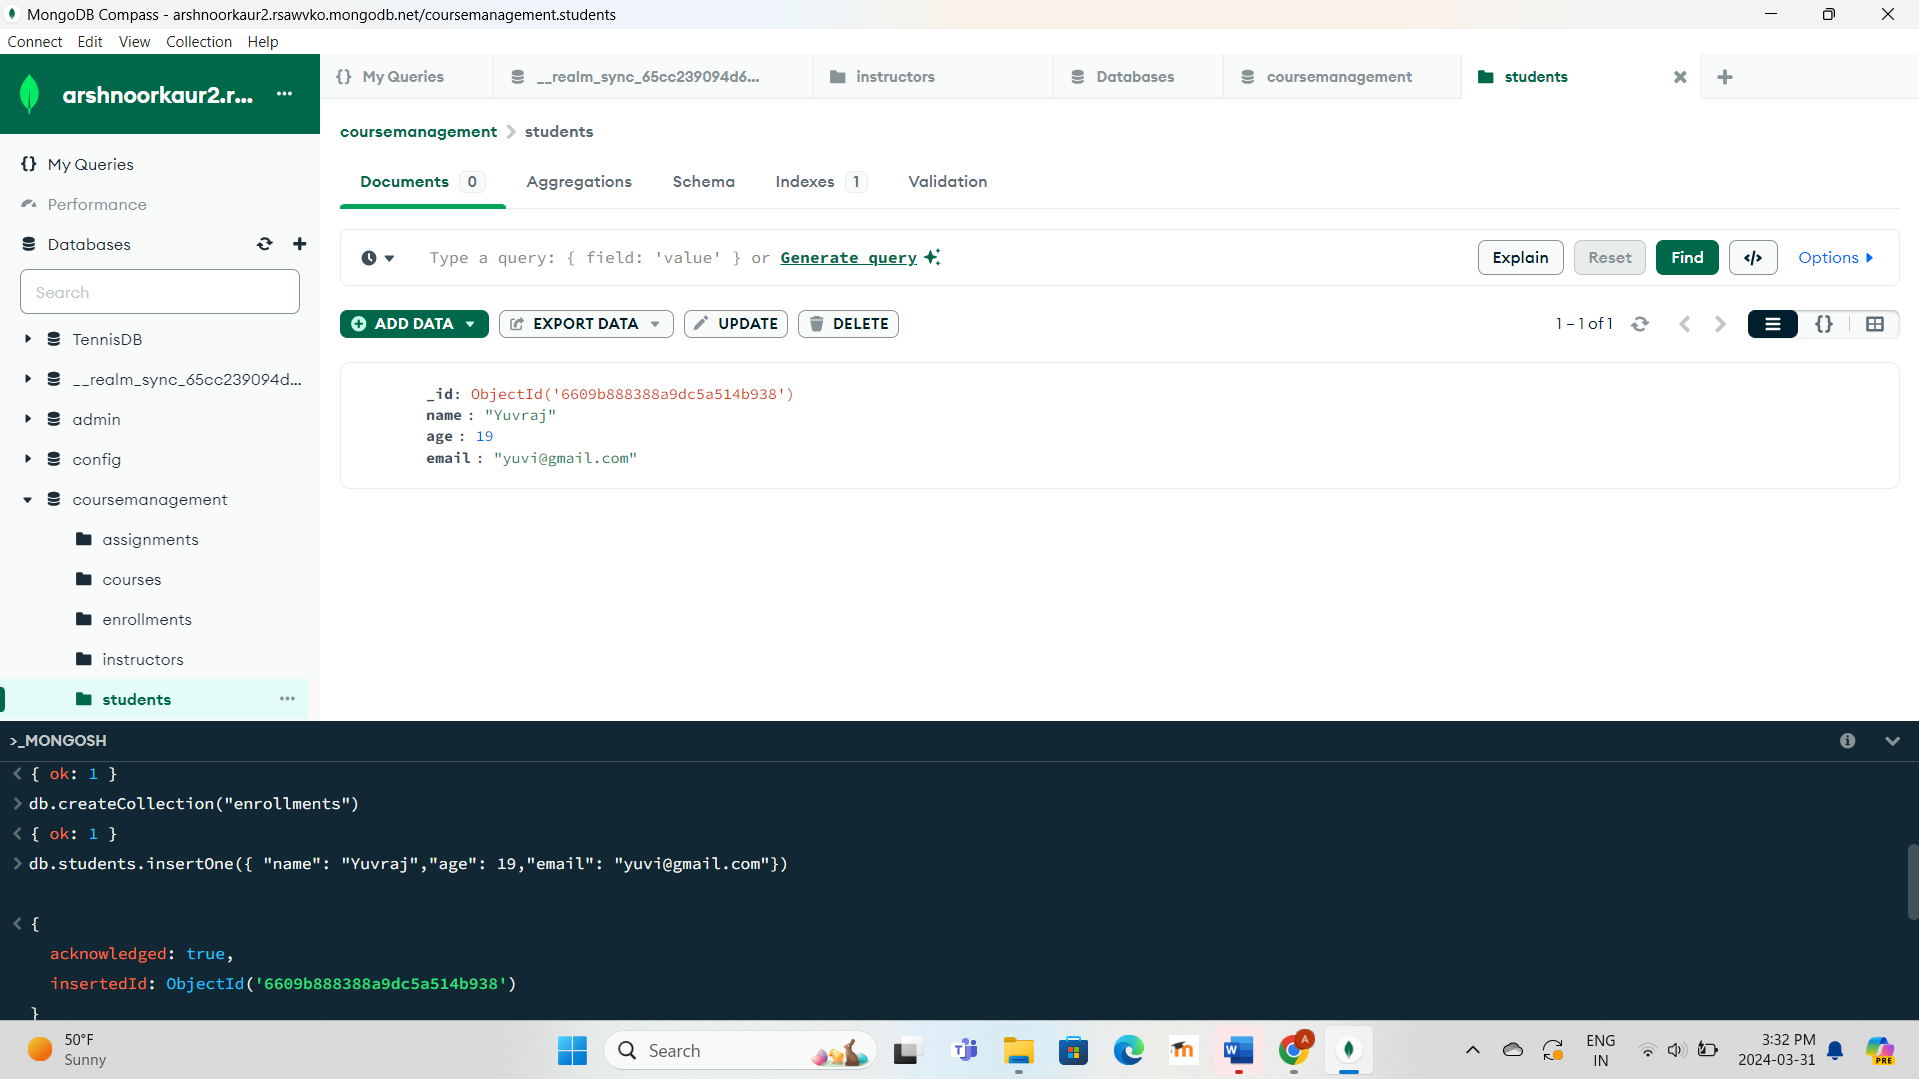 MongoDB Compass - arshnoorkaur2.rsawvko.mongodb.net/coursemanagement.students
Connect Edit View Collection Help
arshnoorkaur2.r...
{} My Queries
__realm_sync_65cc239094d6...
instructors
Databases
coursemanagement
students
coursemanagement > students
{} My Queries
Performance
Databases
Search
TennisDB
__realm_sync_65cc239094d...
admin
config
coursemanagement
assignments
courses
enrollments
instructors
students
Documents 0 Aggregations Schema Indexes 1 Validation
Type a query: { field: 'value' } or Generate query
Explain Reset Find </> Options
ADD DATA EXPORT DATA UPDATE DELETE
1 – 1 of 1
{}
_id: ObjectId('6609b888388a9dc5a514b938')
name : "Yuvraj"
age : 19
email : "yuvi@gmail.com"
>_MONGOSH
< { ok: 1 }
> db.createCollection("enrollments")
< { ok: 1 }
> db.students.insertOne({ "name": "Yuvraj","age": 19,"email": "yuvi@gmail.com"})
< {
acknowledged: true,
insertedId: ObjectId('6609b888388a9dc5a514b938')
}
50°F
Sunny
Search
ENG
IN
3:32 PM
2024-03-31
PRE